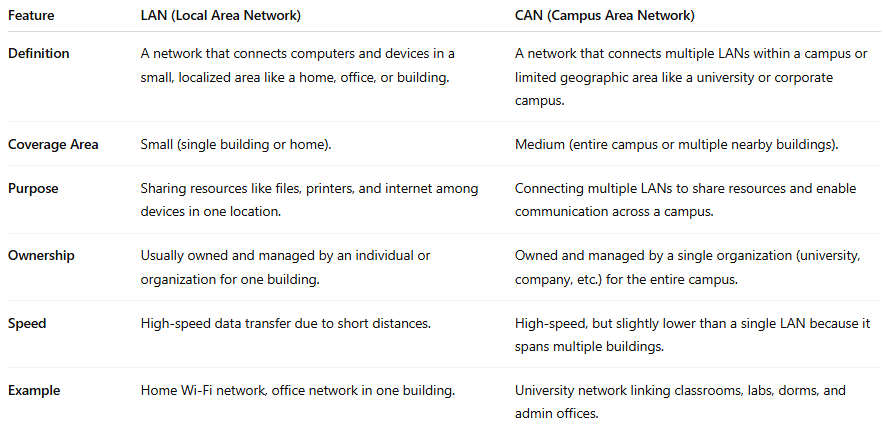 Feature LAN (Local Area Network) CAN (Campus Area Network)
Definition A network that connects computers and devices in a A network that connects multiple LANs within a campus or
small, localized area like a home, office, or building. limited geographic area like a university or corporate
campus.
Coverage Area Small (single building or home). Medium (entire campus or multiple nearby buildings).
Purpose Sharing resources like files, printers, and internet among Connecting multiple LANs to share resources and enable
devices in one location. communication across a campus.
Ownership Usually owned and managed by an individual or Owned and managed by a single organization (university,
organization for one building. company, etc.) for the entire campus.
Speed High-speed data transfer due to short distances. High-speed, but slightly lower than a single LAN because it
spans multiple buildings.
Example Home Wi-Fi network, office network in one building. University network linking classrooms, labs, dorms, and
admin offices.